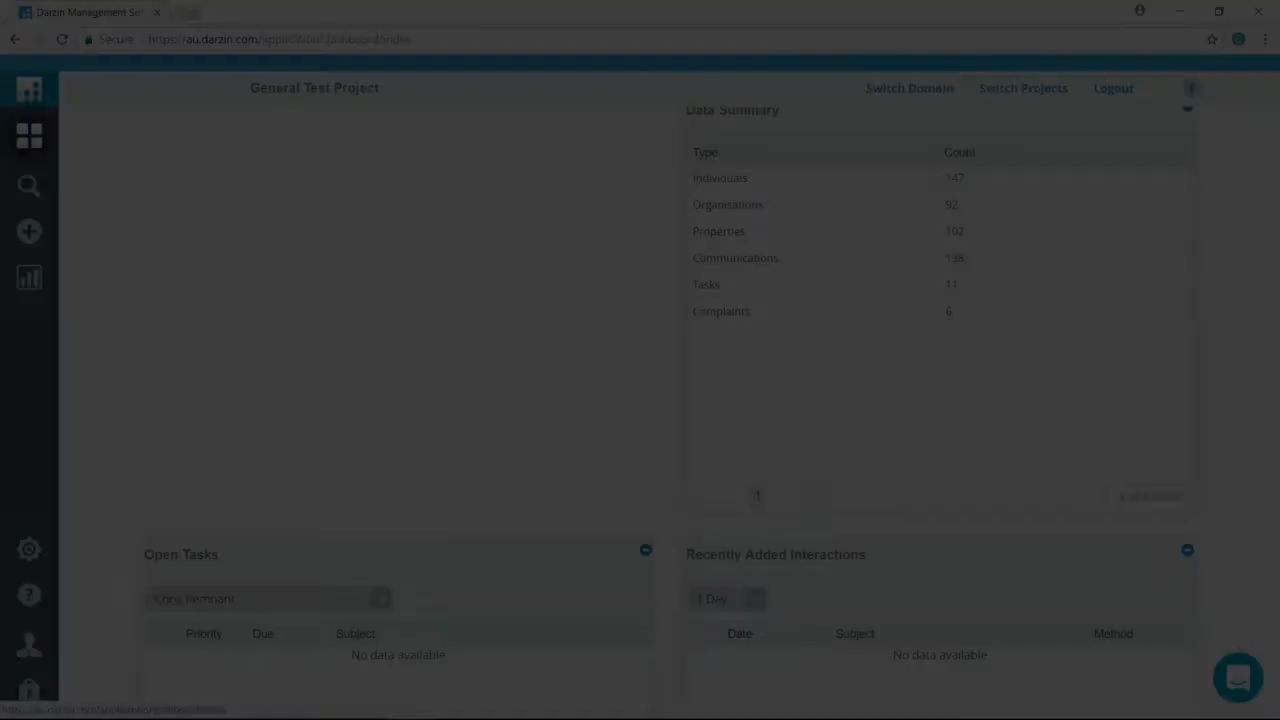 Darzin Management Se
Secure https://au.darzin.com/application/dashboard/index
General Test Project
Switch Domain
Switch Projects
Logout
Data Summary
Type Count
Individuals 147
Organisations 92
Properties 102
Communications 138
Tasks 11
Complaints 6
1
Open Tasks
Recently Added Interactions
Chris Remnant
1 Day
Priority Due Subject
Date Subject Method
No data available
No data available